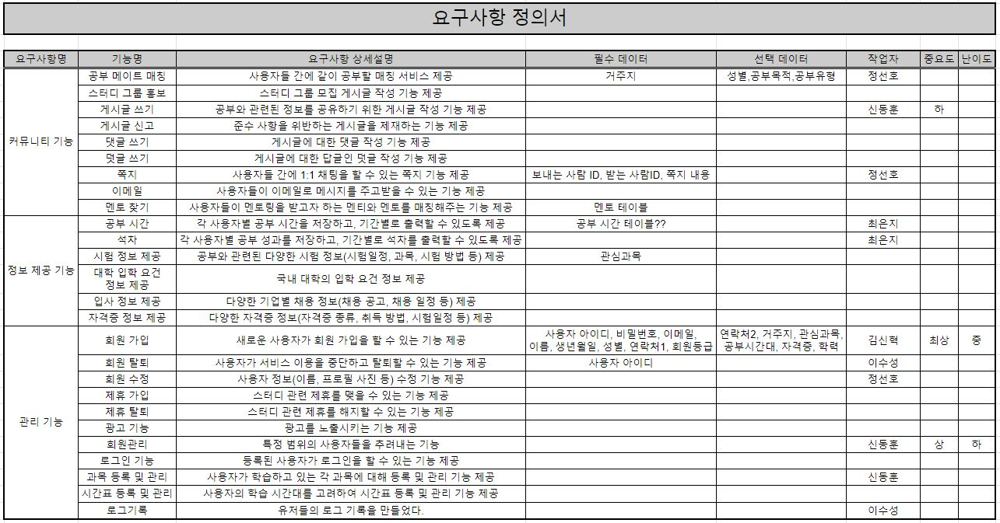 요구사항 정의서
요구사항명 기능명 요구사항 상세설명 필수 데이터 선택 데이터 작업자 중요도 난이도
커뮤니티 기능
공부 메이트 매칭 사용자들 간에 같이 공부할 매칭 서비스 제공 거주지 성별,공부목적,공부유형 정선호
스터디 그룹 홍보 스터디 그룹 모집 게시글 작성 기능 제공
게시글 쓰기 공부와 관련된 정보를 공유하기 위한 게시글 작성 기능 제공 신동훈 하
게시글 신고 준수 사항을 위반하는 게시글을 제재하는 기능 제공
댓글 쓰기 게시글에 대한 댓글 작성 기능 제공
덧글 쓰기 게시글에 대한 답글인 덧글 작성 기능 제공
쪽지 사용자들 간에 1:1 채팅을 할 수 있는 쪽지 기능 제공 보내는 사람 ID, 받는 사람ID, 쪽지 내용 정선호
이메일 사용자들이 이메일로 메시지를 주고받을 수 있는 기능 제공
멘토 찾기 사용자들이 멘토링을 받고자 하는 멘티와 멘토를 매칭해주는 기능 제공 멘토 테이블
정보 제공 기능
공부 시간 각 사용자별 공부 시간을 저장하고, 기간별로 출력할 수 있도록 제공 공부 시간 테이블?? 최은지
석차 각 사용자별 공부 성과를 저장하고, 기간별로 석차를 출력할 수 있도록 제공 최은지
시험 정보 제공 공부와 관련된 다양한 시험 정보(시험일정, 과목, 시험 방법 등) 제공 관심과목
대학 입학 요건
정보 제공 국내 대학의 입학 요건 정보 제공
입사 정보 제공 다양한 기업별 채용 정보(채용 공고, 채용 일정 등) 제공
자격증 정보 제공 다양한 자격증 정보(자격증 종류, 취득 방법, 시험일정 등) 제공
관리 기능
회원 가입 새로운 사용자가 회원 가입을 할 수 있는 기능 제공 사용자 아이디, 비밀번호, 이메일, 연락처2, 거주지, 관심과목, 김신혁 최상 중
이름, 생년월일, 성별, 연락처1, 회원등급 공부시간대, 자격증, 학력
회원 탈퇴 사용자가 서비스 이용을 중단하고 탈퇴할 수 있는 기능 제공 사용자 아이디 이수성
회원 수정 사용자 정보(이름, 프로필 사진 등) 수정 기능 제공 정선호
제휴 가입 스터디 관련 제휴를 맺을 수 있는 기능 제공
제휴 탈퇴 스터디 관련 제휴를 해지할 수 있는 기능 제공
광고 기능 광고를 노출시키는 기능 제공
회원관리 특정 범위의 사용자들을 추려내는 기능 신동훈 상 하
로그인 기능 등록된 사용자가 로그인을 할 수 있는 기능 제공
과목 등록 및 관리 사용자가 학습하고 있는 각 과목에 대해 등록 및 관리 기능 제공 신동훈
시간표 등록 및 관리 사용자의 학습 시간대를 고려하여 시간표 등록 및 관리 기능 제공
로그기록 유저들의 로그 기록을 만들었다. 이수성